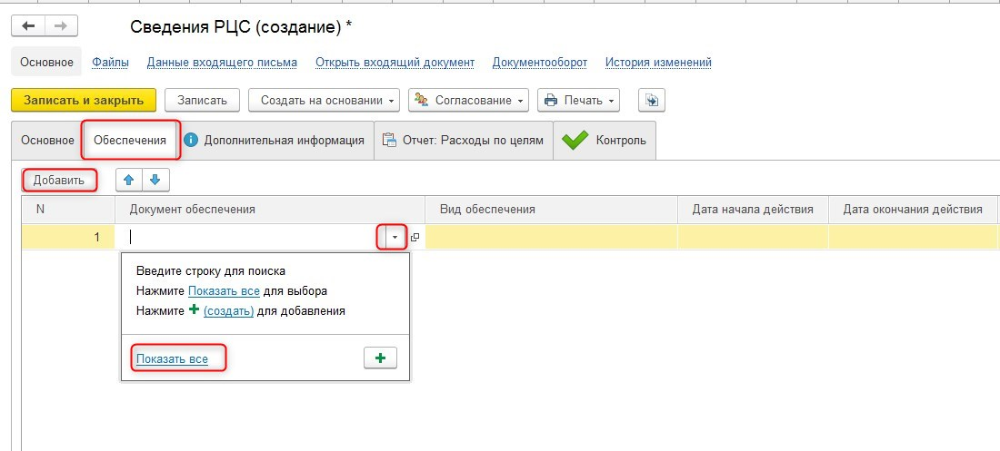 Сведения РЦС (создание) *
Основное Файлы Данные входящего письма Открыть входящий документ Документооборот История изменений
Записать и закрыть Записать Создать на основании Согласование Печать
Основное Обеспечения Дополнительная информация Отчет: Расходы по целям Контроль
Добавить
N Документ обеспечения Вид обеспечения Дата начала действия Дата окончания действия
1
Введите строку для поиска
Нажмите Показать все для выбора
Нажмите + (создать) для добавления
Показать все